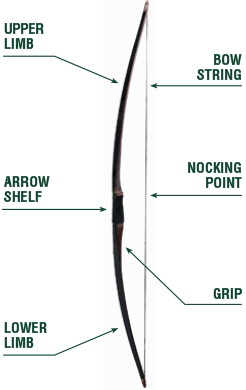 UPPER
LIMB
BOW
STRING
NOCKING
POINT
ARROW
SHELF
GRIP
LOWER
LIMB